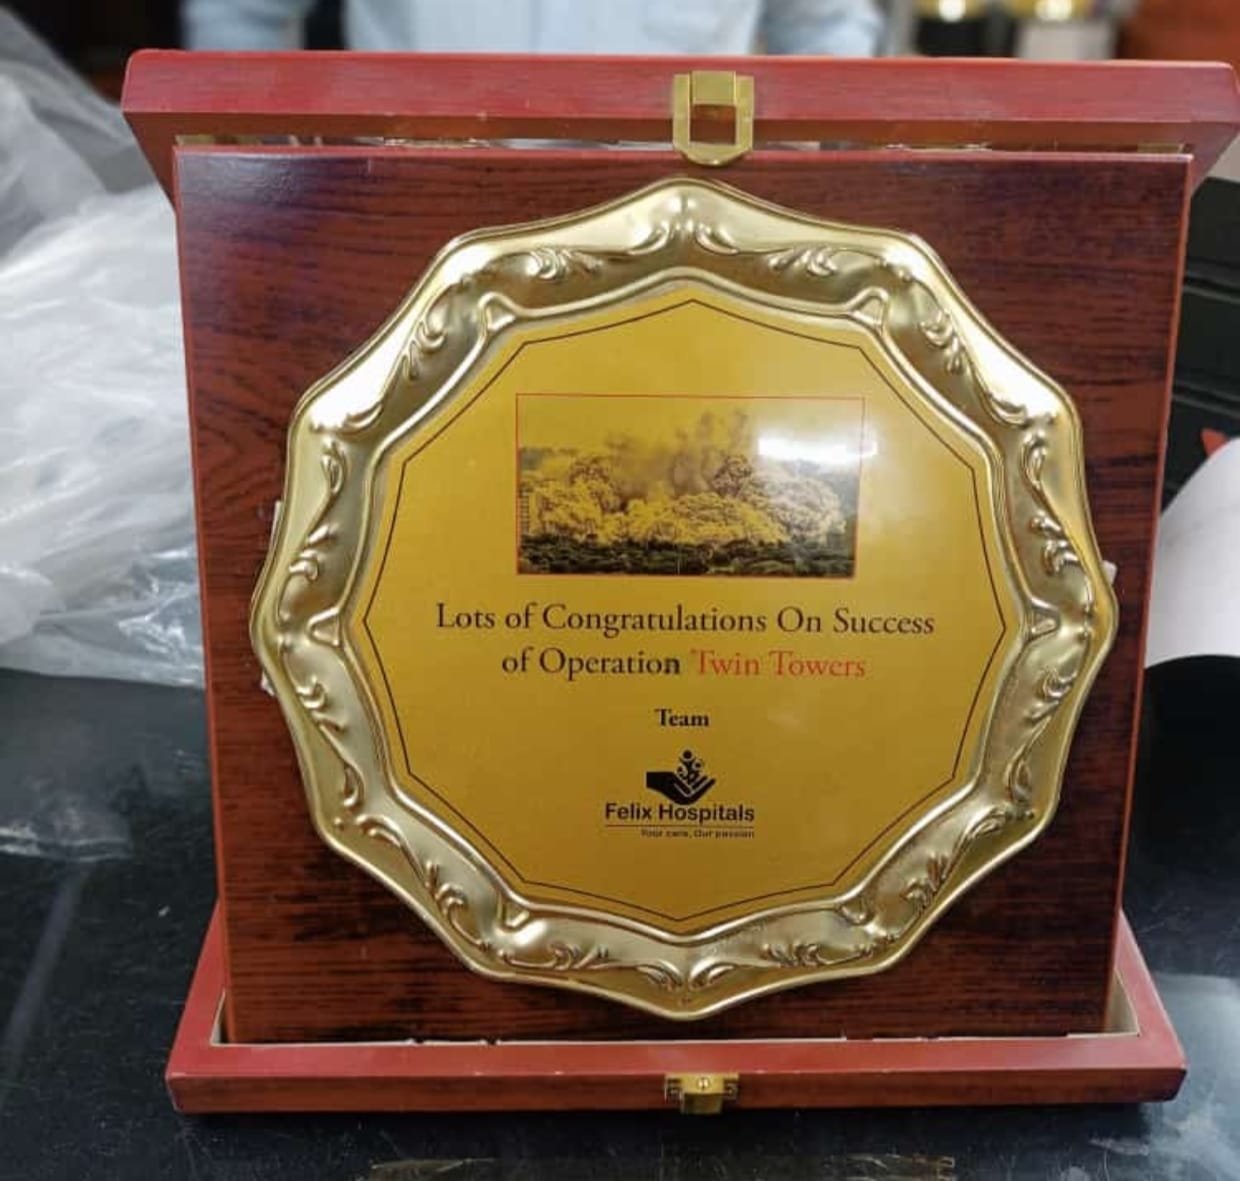 Lots of Congratulations On Success
of Operation Twin Towers
Team
Felix Hospitals
Your care, Our passion